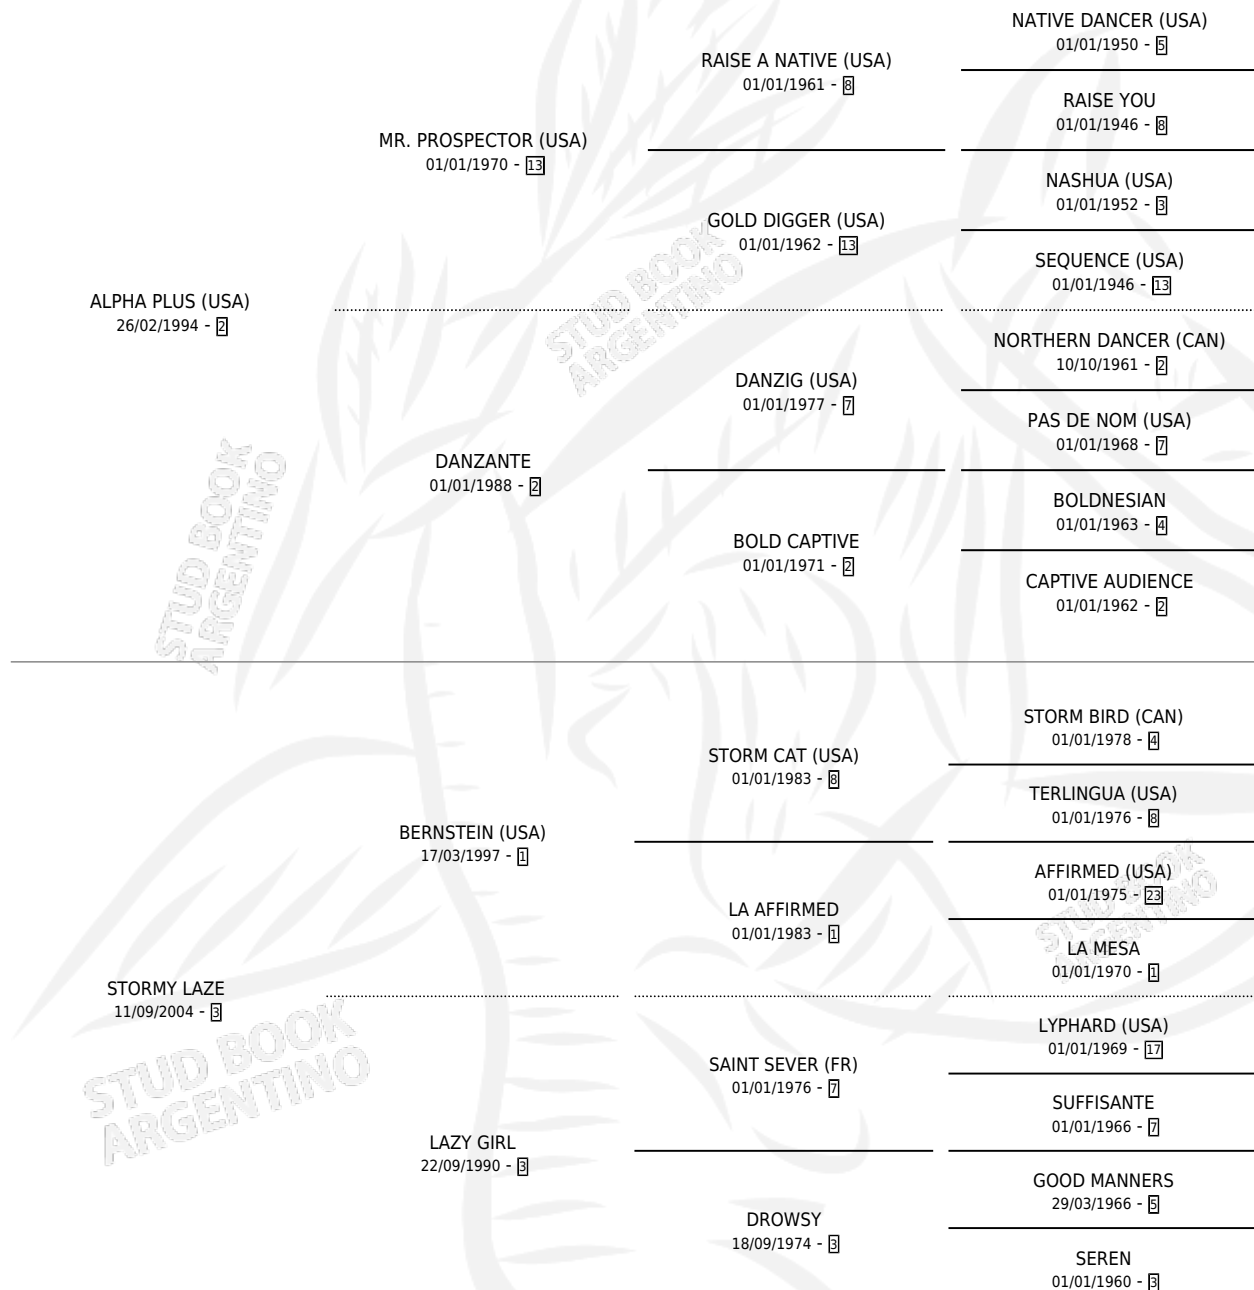 NATIVE DANCER (USA)
01/01/1950 - 5
RAISE A NATIVE (USA)
01/01/1961 - 8
RAISE YOU
01/01/1946 - 8
MR. PROSPECTOR (USA)
01/01/1970 - 13
NASHUA (USA)
01/01/1952 - 3
GOLD DIGGER (USA)
01/01/1962 - 13
SEQUENCE (USA)
01/01/1946 - 13
ALPHA PLUS (USA)
26/02/1994 - 2
STUD BOOK
ARGENTINO
NORTHERN DANCER (CAN)
10/10/1961 - 2
DANZIG (USA)
01/01/1977 - 7
PAS DE NOM (USA)
01/01/1968 - 7
DANZANTE
01/01/1988 - 2
BOLDNESIAN
01/01/1963 - 4
BOLD CAPTIVE
01/01/1971 - 2
CAPTIVE AUDIENCE
01/01/1962 - 2
STUD BOOK
ARGENTINO
STORM BIRD (CAN)
01/01/1978 - 4
STORM CAT (USA)
01/01/1983 - 8
TERLINGUA (USA)
01/01/1976 - 8
BERNSTEIN (USA)
17/03/1997 - 1
AFFIRMED (USA)
01/01/1975 - 23
LA AFFIRMED
01/01/1983 - 1
STUD BOOK
ARGENTINO
LA MESA
01/01/1970 - 1
STORMY LAZE
11/09/2004 - 3
STUD BOOK
ARGENTINO
LYPHARD (USA)
01/01/1969 - 17
SAINT SEVER (FR)
01/01/1976 - 7
SUFFISANTE
01/01/1966 - 7
LAZY GIRL
22/09/1990 - 3
GOOD MANNERS
29/03/1966 - 5
DROWSY
18/09/1974 - 3
SEREN
01/01/1960 - 3